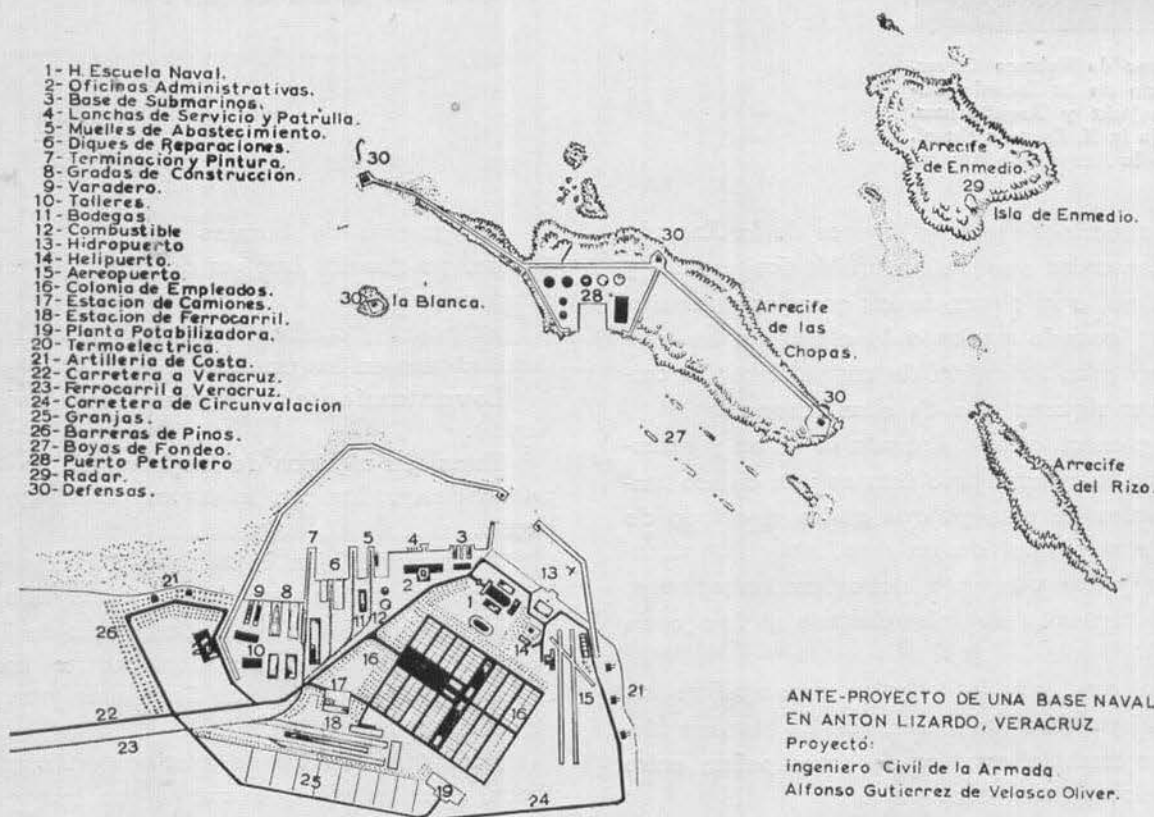 1- H. Escuela Naval.
2- Oficinas Administrativas.
3- Base de Submarinos.
4- Lanchas de Servicio y Patrulla.
5- Muelles de Abastecimiento.
6- Diques de Reparaciones.
7- Terminacion y Pintura.
8- Gradas de Construccion.
9- Varadero.
10- Talleres.
11- Bodegas
12- Combustible
13- Hidropuerto
14- Helipuerto.
15- Aereopuerto.
16- Colonia de Empleados.
17- Estacion de Camiones.
18- Estacion de Ferrocarril.
19- Planta Potabilizadora.
20- Termoelectrica.
21- Artilleria de Costa.
22- Carretera a Veracruz.
23- Ferrocarril a Veracruz.
24- Carretera de Circunvalacion
25- Granjas.
26- Barreras de Pinos.
27- Boyas de Fondeo.
28- Puerto Petrolero
29- Radar.
30- Defensas.
30
Arrecife
de Enmedio.
29
Isla de Enmedio.
30
28
30 la Blanca.
Arrecife
de las
Chopas.
30
27
Arrecife
del Rizo.
7
5
4
3
6
2
13
21
9
8
1
26
11
12
10
14
16
17
16
15
21
22
18
23
25
19
24
ANTE-PROYECTO DE UNA BASE NAVAL
EN ANTON LIZARDO, VERACRUZ
Proyectó:
ingeniero Civil de la Armada.
Alfonso Gutierrez de Velasco Oliver.